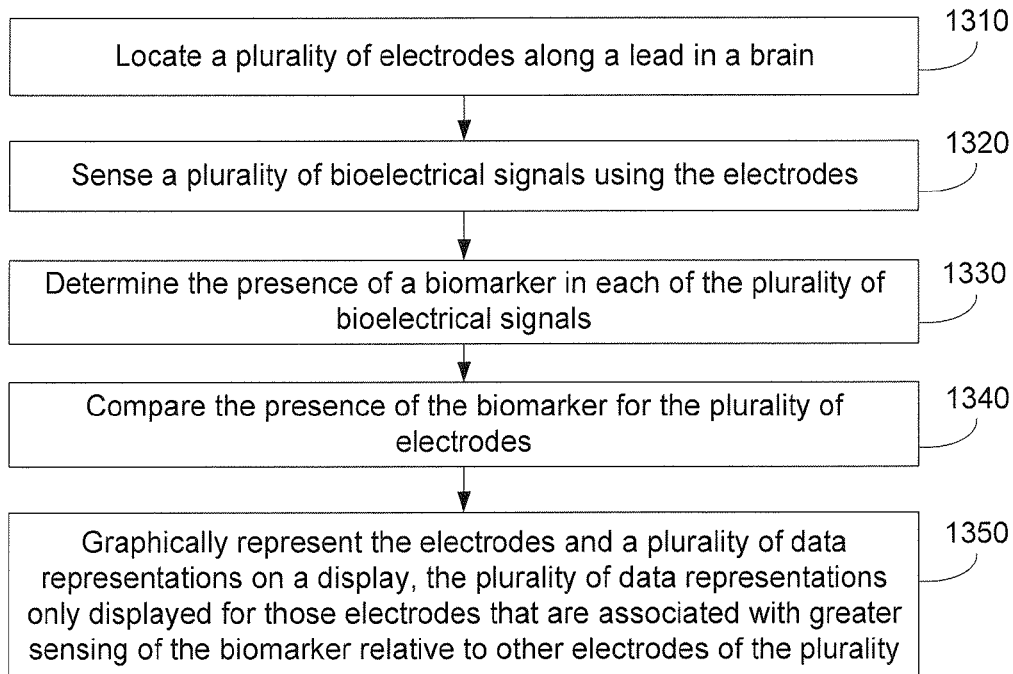 1310
Locate a plurality of electrodes along a lead in a brain
1320
Sense a plurality of bioelectrical signals using the electrodes
1330
Determine the presence of a biomarker in each of the plurality of
bioelectrical signals
1340
Compare the presence of the biomarker for the plurality of
electrodes
1350
Graphically represent the electrodes and a plurality of data
representations on a display, the plurality of data representations
only displayed for those electrodes that are associated with greater
sensing of the biomarker relative to other electrodes of the plurality